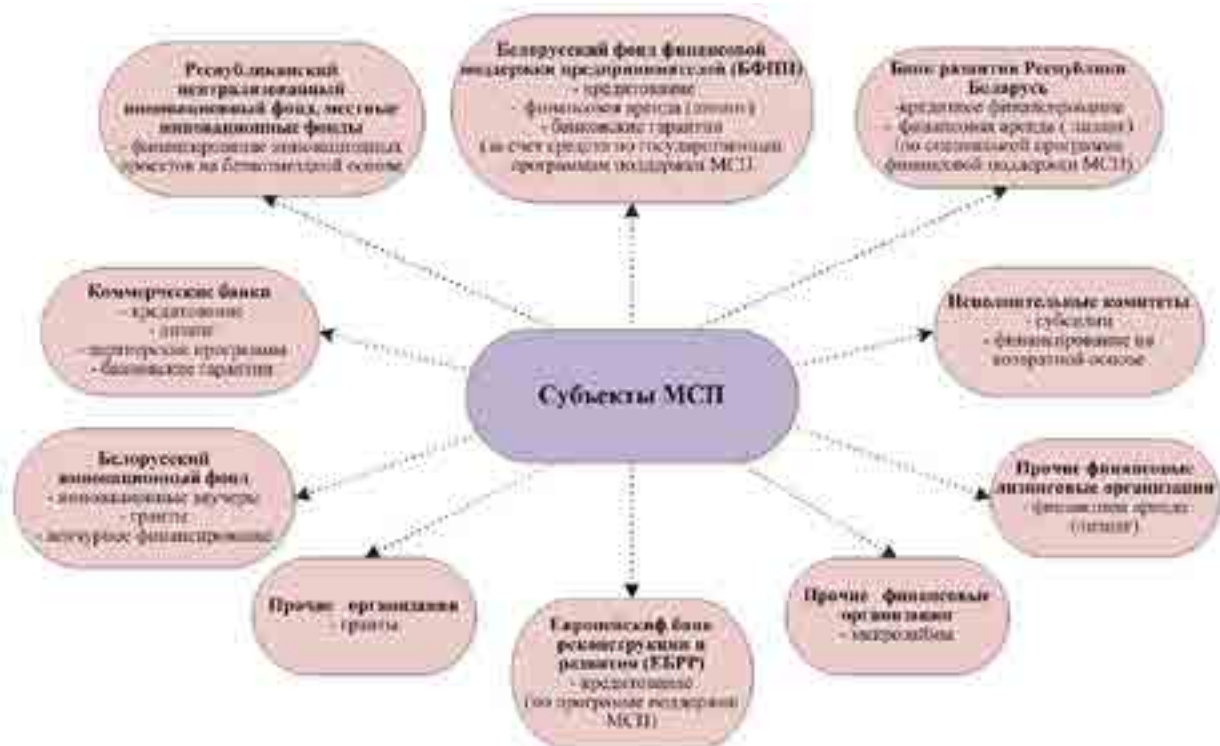 Республиканский
централизованный
инновационный фонд, местные
инновационные фонды
- финансирование инновационных
проектов на безвозмездной основе
Белорусский фонд финансовой
поддержки предпринимателей (БФПП)
- кредитование
- финансовая аренда (лизинг)
- банковские гарантии
(за счет средств по государственным
программам поддержки МСП
Банк развития Республики
Беларусь
-кредитное финансирование
- финансовая аренда ( лизинг)
(по специальной программе
финансовой поддержки МСП)
Коммерческие банки
- кредитование
- лизинг
- партнерские программы
- банковские гарантии
Исполнительные комитеты
- субсидии
- финансирование на
возвратной основе
Субъекты МСП
Белорусский
инновационный фонд
- инновационные ваучеры
- гранты
- венчурное финансирование
Прочие финансовые
лизинговые организации
- финансовая аренда
(лизинг)
Прочие организации
- гранты
Европейский банк
реконструкции и
развития (ЕБРР)
- кредитование
(по программе поддержки
МСП)
Прочие финансовые
организации
- микрозаймы